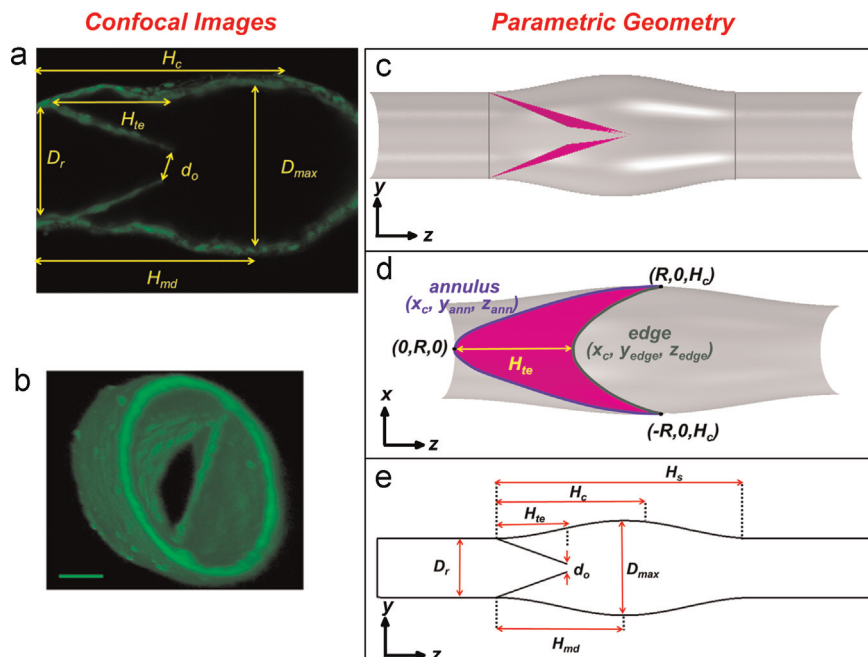 Confocal Images
Parametric Geometry
a
Hc
Hte
Dr
do
Dmax
Hmd
b
c
y
z
d
annulus
(xc, yann, zann)
(R,0,Hc)
(0,R,0)
Hte
edge
(xc, yedge, zedge)
x
z
(-R,0,Hc)
e
Hs
Hc
Hte
Dr
do
Dmax
y
z
Hmd